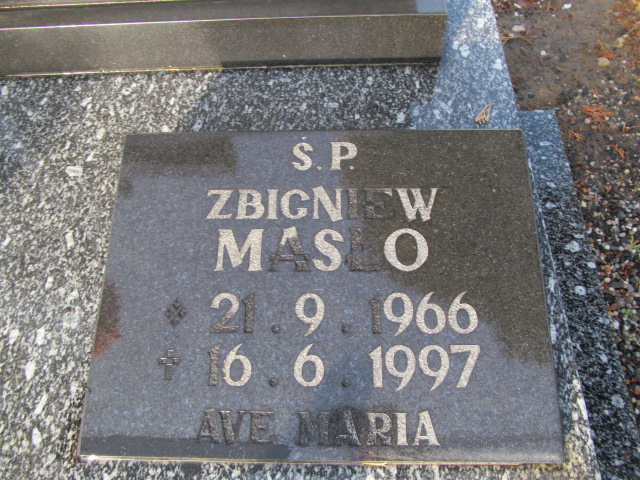 Ś.P.
ZBIGNIEW
MASŁO
21.9.1966
16.6.1997
AVE MARIA